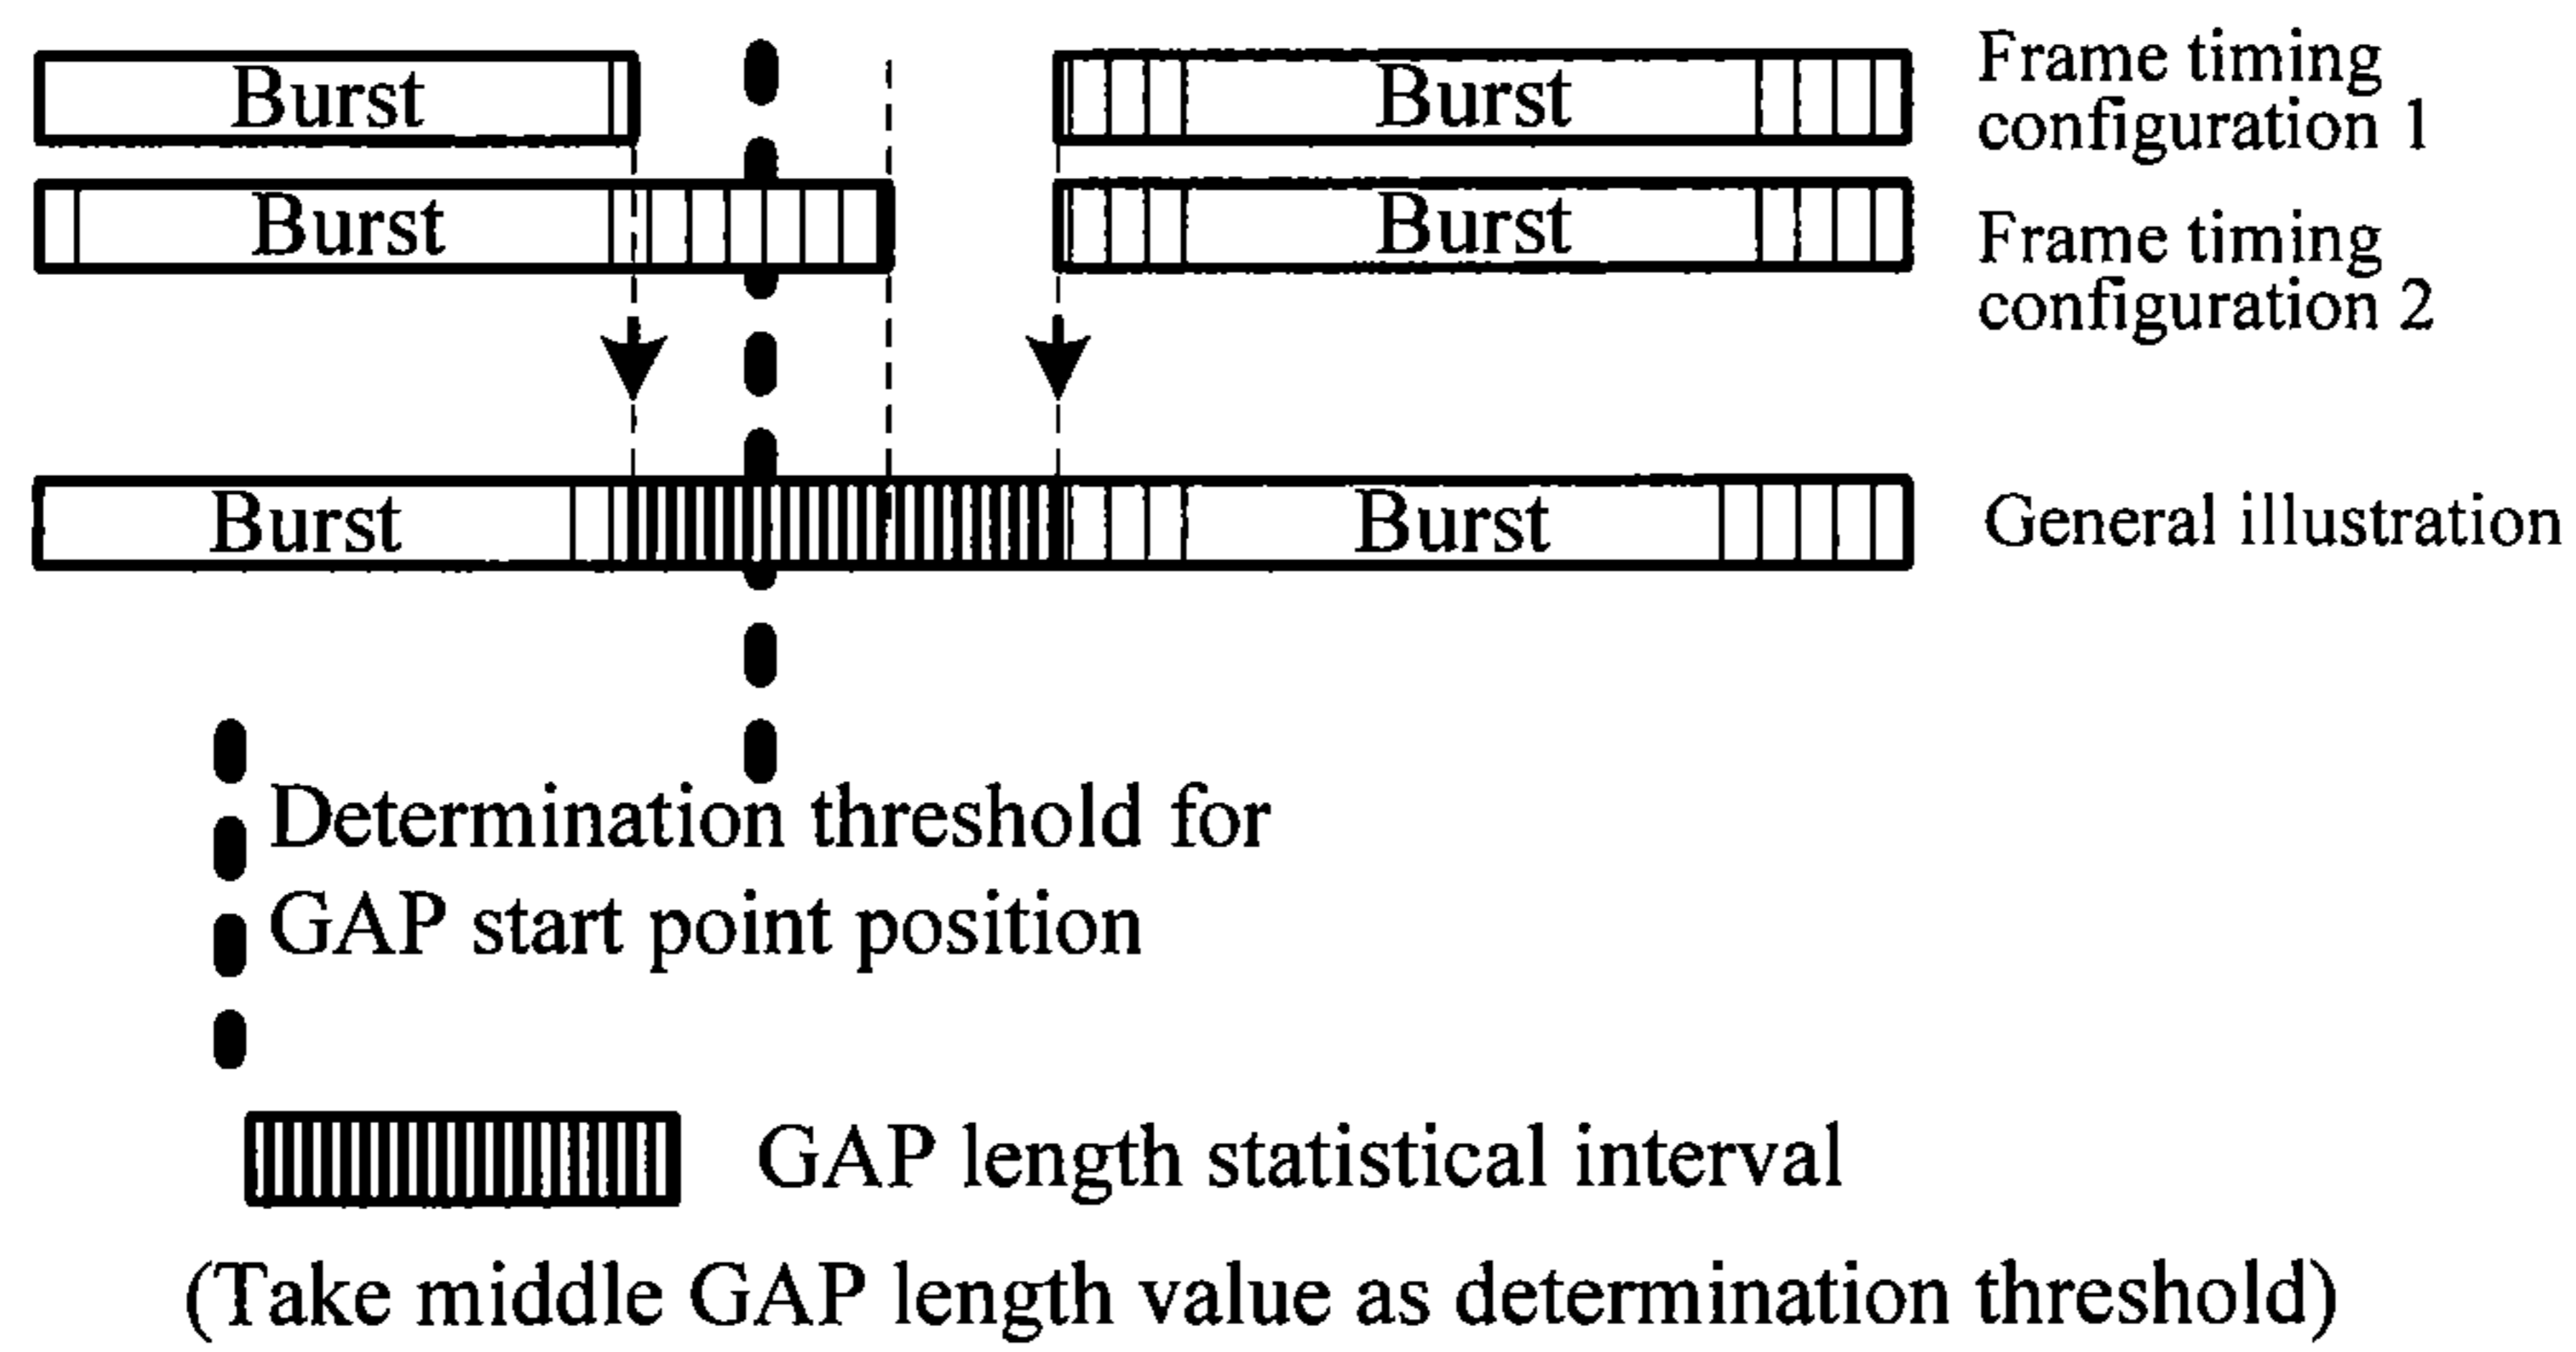 Burst
Burst
Frame timing
configuration 1
Burst
Burst
Frame timing
configuration 2
Burst
Burst
General illustration
Determination threshold for
GAP start point position
GAP length statistical interval
(Take middle GAP length value as determination threshold)